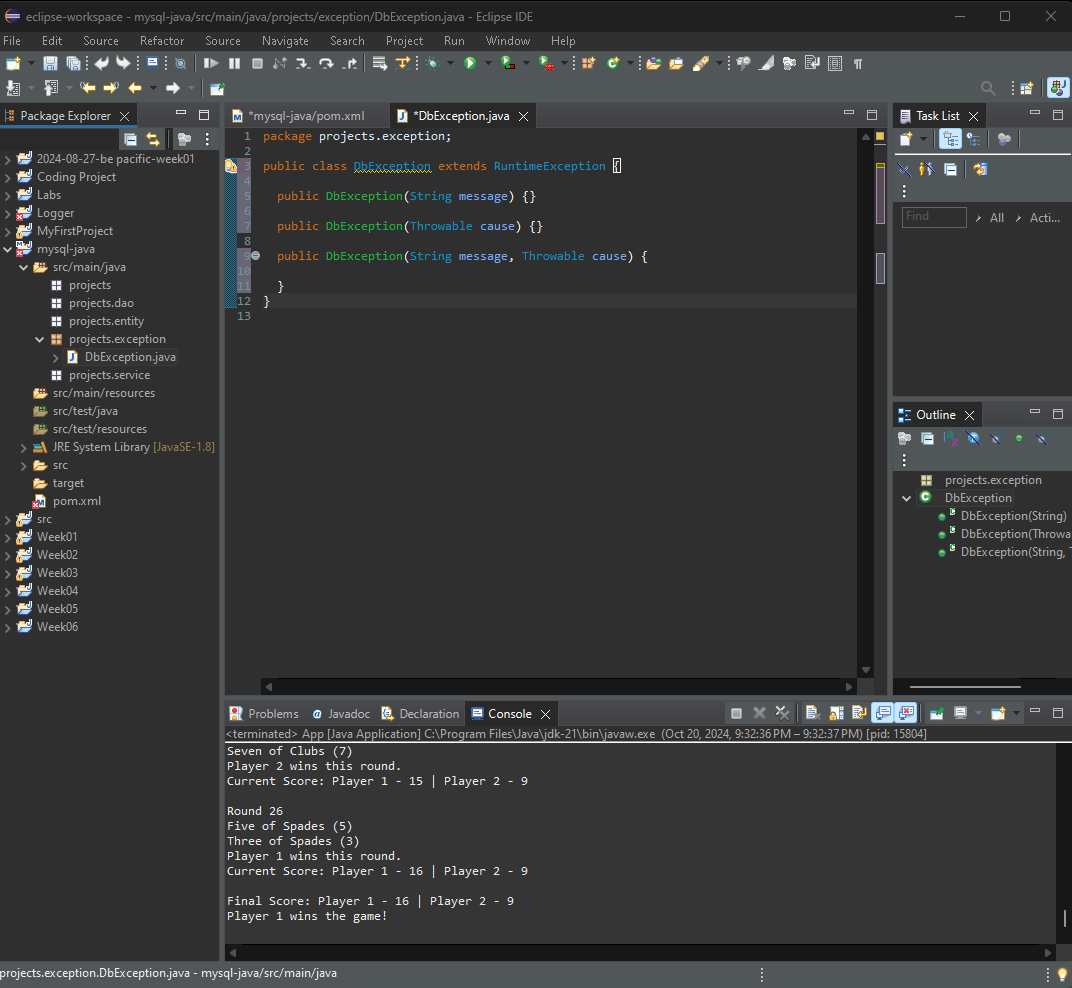 eclipse-workspace - mysql-java/src/main/java/projects/exception/DbException.java - Eclipse IDE
File Edit Source Refactor Source Navigate Search Project Run Window Help
Package Explorer
2024-08-27-be pacific-week01
Coding Project
Labs
Logger
MyFirstProject
mysql-java
src/main/java
projects
projects.dao
projects.entity
projects.exception
DbException.java
projects.service
src/main/resources
src/test/java
src/test/resources
JRE System Library [JavaSE-1.8]
src
target
pom.xml
src
Week01
Week02
Week03
Week04
Week05
Week06
*mysql-java/pom.xml *DbException.java
1 package projects.exception;
2
3 public class DbException extends RuntimeException {
4
5 public DbException(String message) {}
6
7 public DbException(Throwable cause) {}
8
9 public DbException(String message, Throwable cause) {
10
11 }
12 }
13
Task List
Find All Acti...
Outline
projects.exception
DbException
DbException(String)
DbException(Throwa
DbException(String, T
Problems Javadoc Declaration Console
<terminated> App [Java Application] C:\Program Files\Java\jdk-21\bin\javaw.exe (Oct 20, 2024, 9:32:36 PM – 9:32:37 PM) [pid: 15804]
Seven of Clubs (7)
Player 2 wins this round.
Current Score: Player 1 - 15 | Player 2 - 9
Round 26
Five of Spades (5)
Three of Spades (3)
Player 1 wins this round.
Current Score: Player 1 - 16 | Player 2 - 9
Final Score: Player 1 - 16 | Player 2 - 9
Player 1 wins the game!
projects.exception.DbException.java - mysql-java/src/main/java